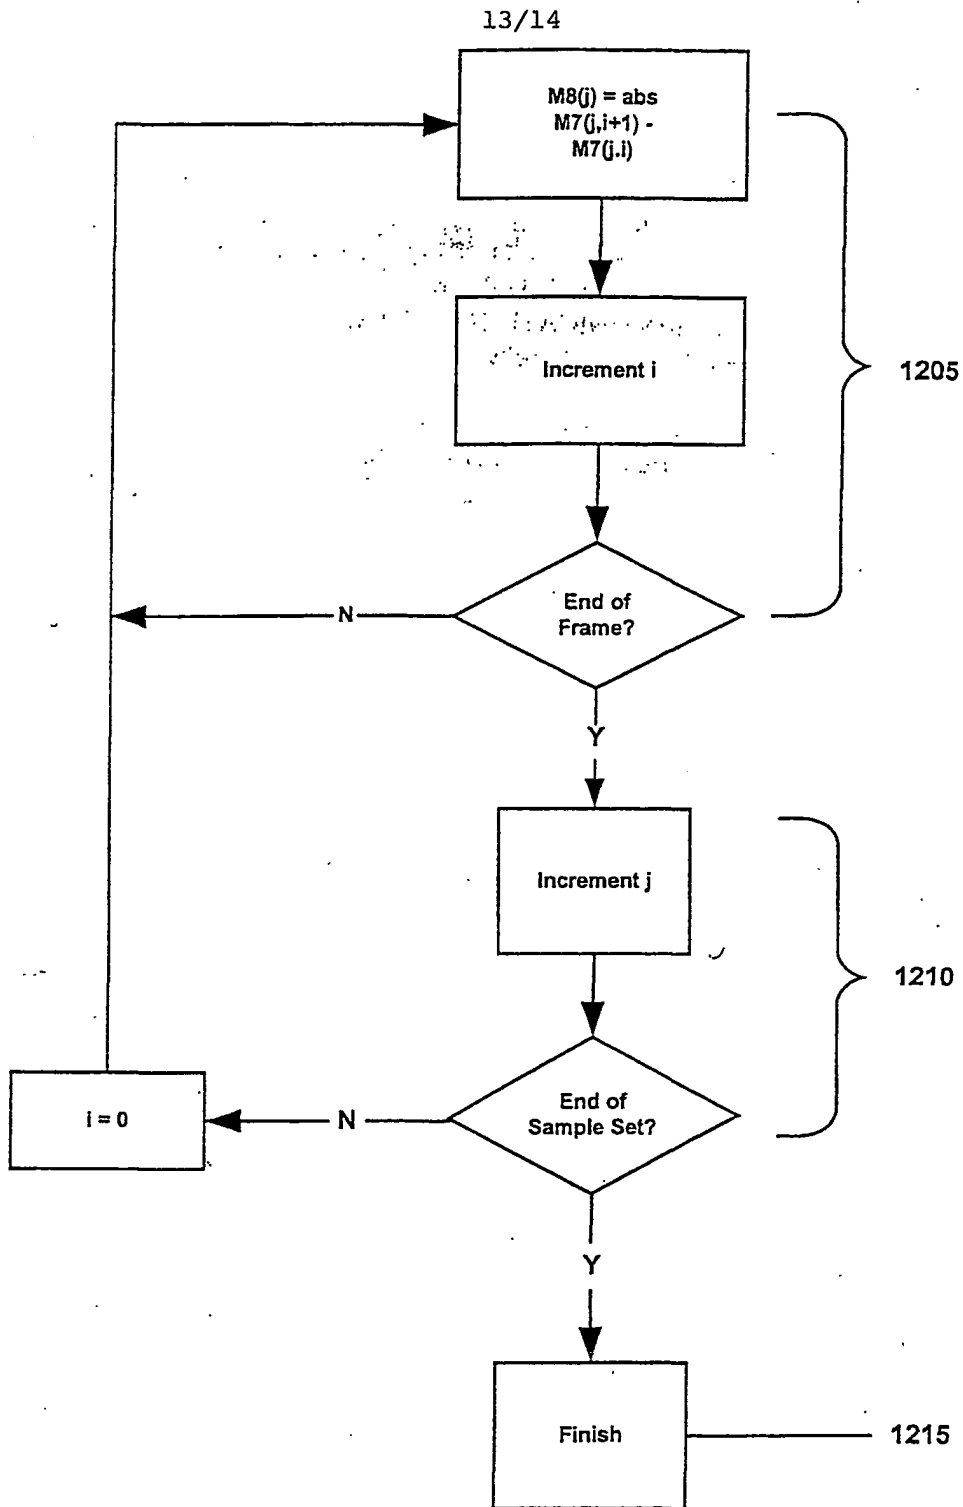 13/14
M8(j) = abs
M7(j,i+1) -
M7(j.i)
Increment i
1205
End of
Frame?
N
Y
Increment j
1210
End of
Sample Set?
N
i = 0
Y
Finish
1215